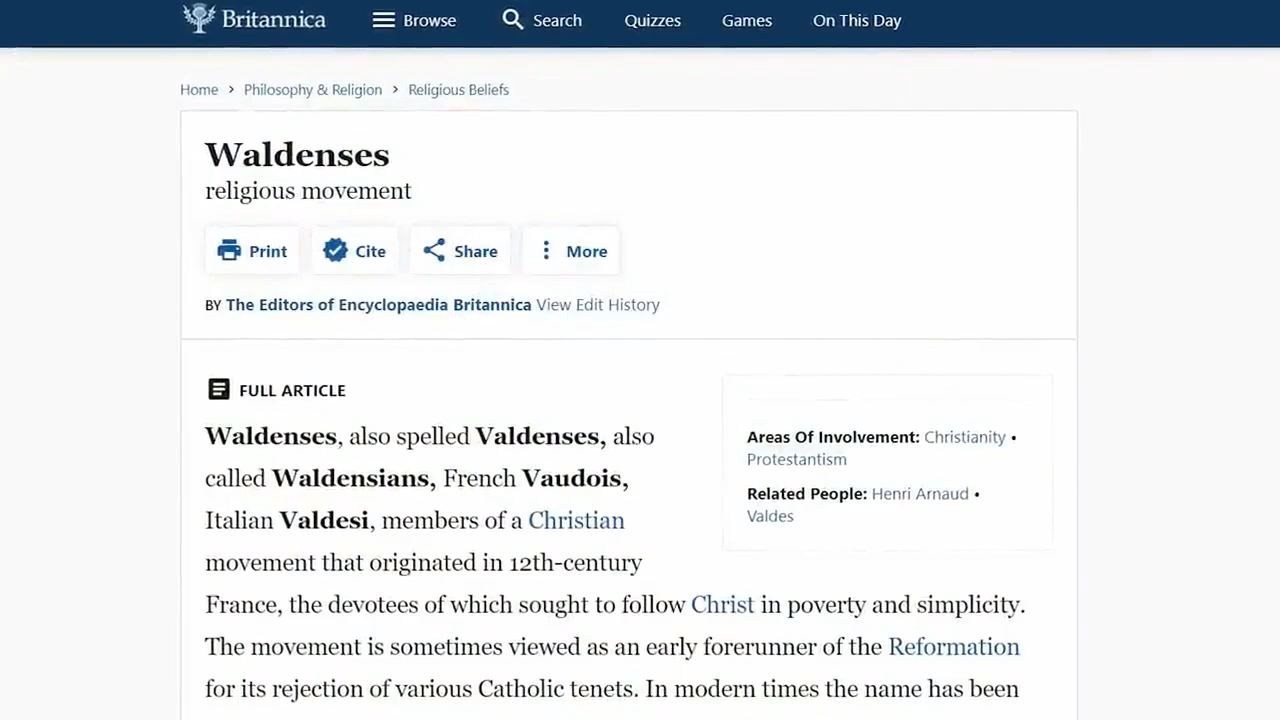 Britannica
Browse
Search
Quizzes
Games
On This Day
Home > Philosophy & Religion > Religious Beliefs
Waldenses
religious movement
Print
Cite
Share
More
BY The Editors of Encyclopaedia Britannica View Edit History
FULL ARTICLE
Waldenses, also spelled Valdenses, also
called Waldensians, French Vaudois,
Italian Valdesi, members of a Christian
movement that originated in 12th-century
France, the devotees of which sought to follow Christ in poverty and simplicity.
The movement is sometimes viewed as an early forerunner of the Reformation
for its rejection of various Catholic tenets. In modern times the name has been
Areas Of Involvement: Christianity •
Protestantism
Related People: Henri Arnaud •
Valdes